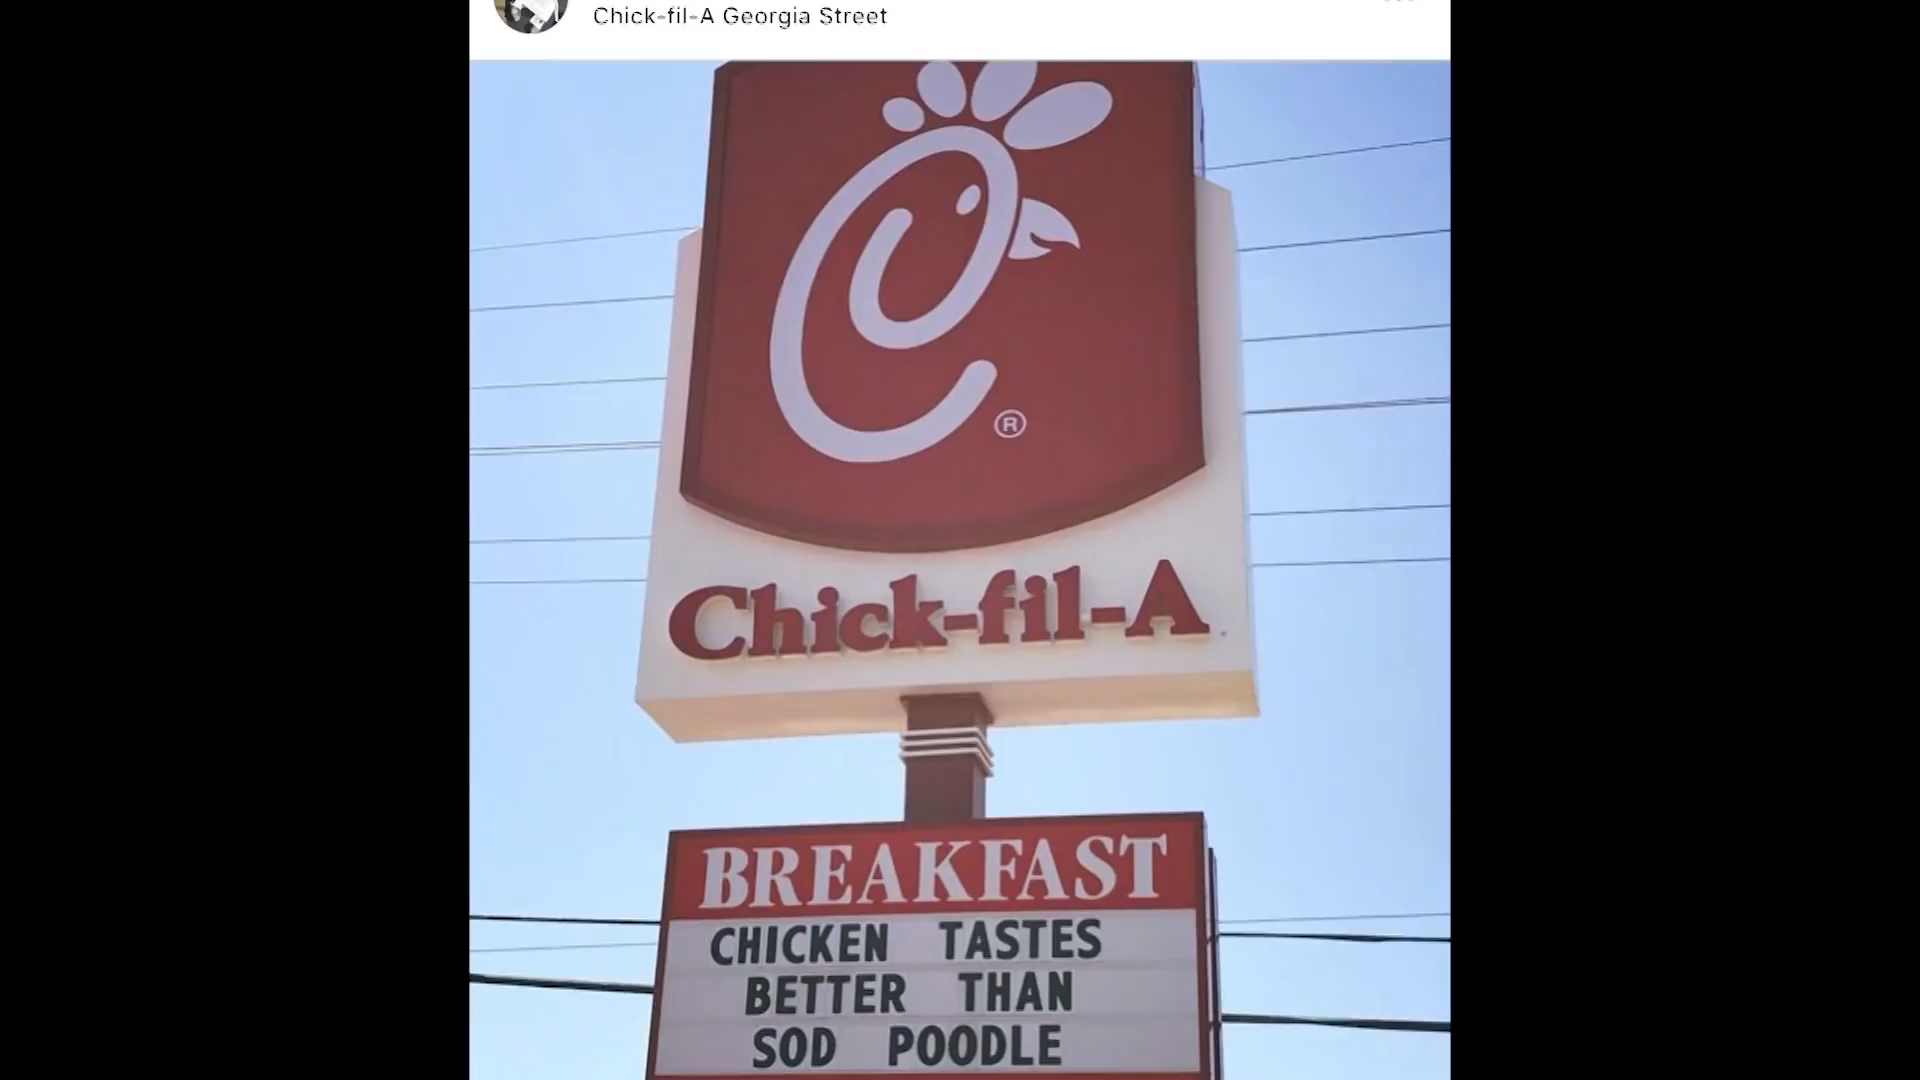 Chick-fil-A Georgia Street
®
Chick-fil-A
BREAKFAST
CHICKEN TASTES
BETTER THAN
SOD POODLE